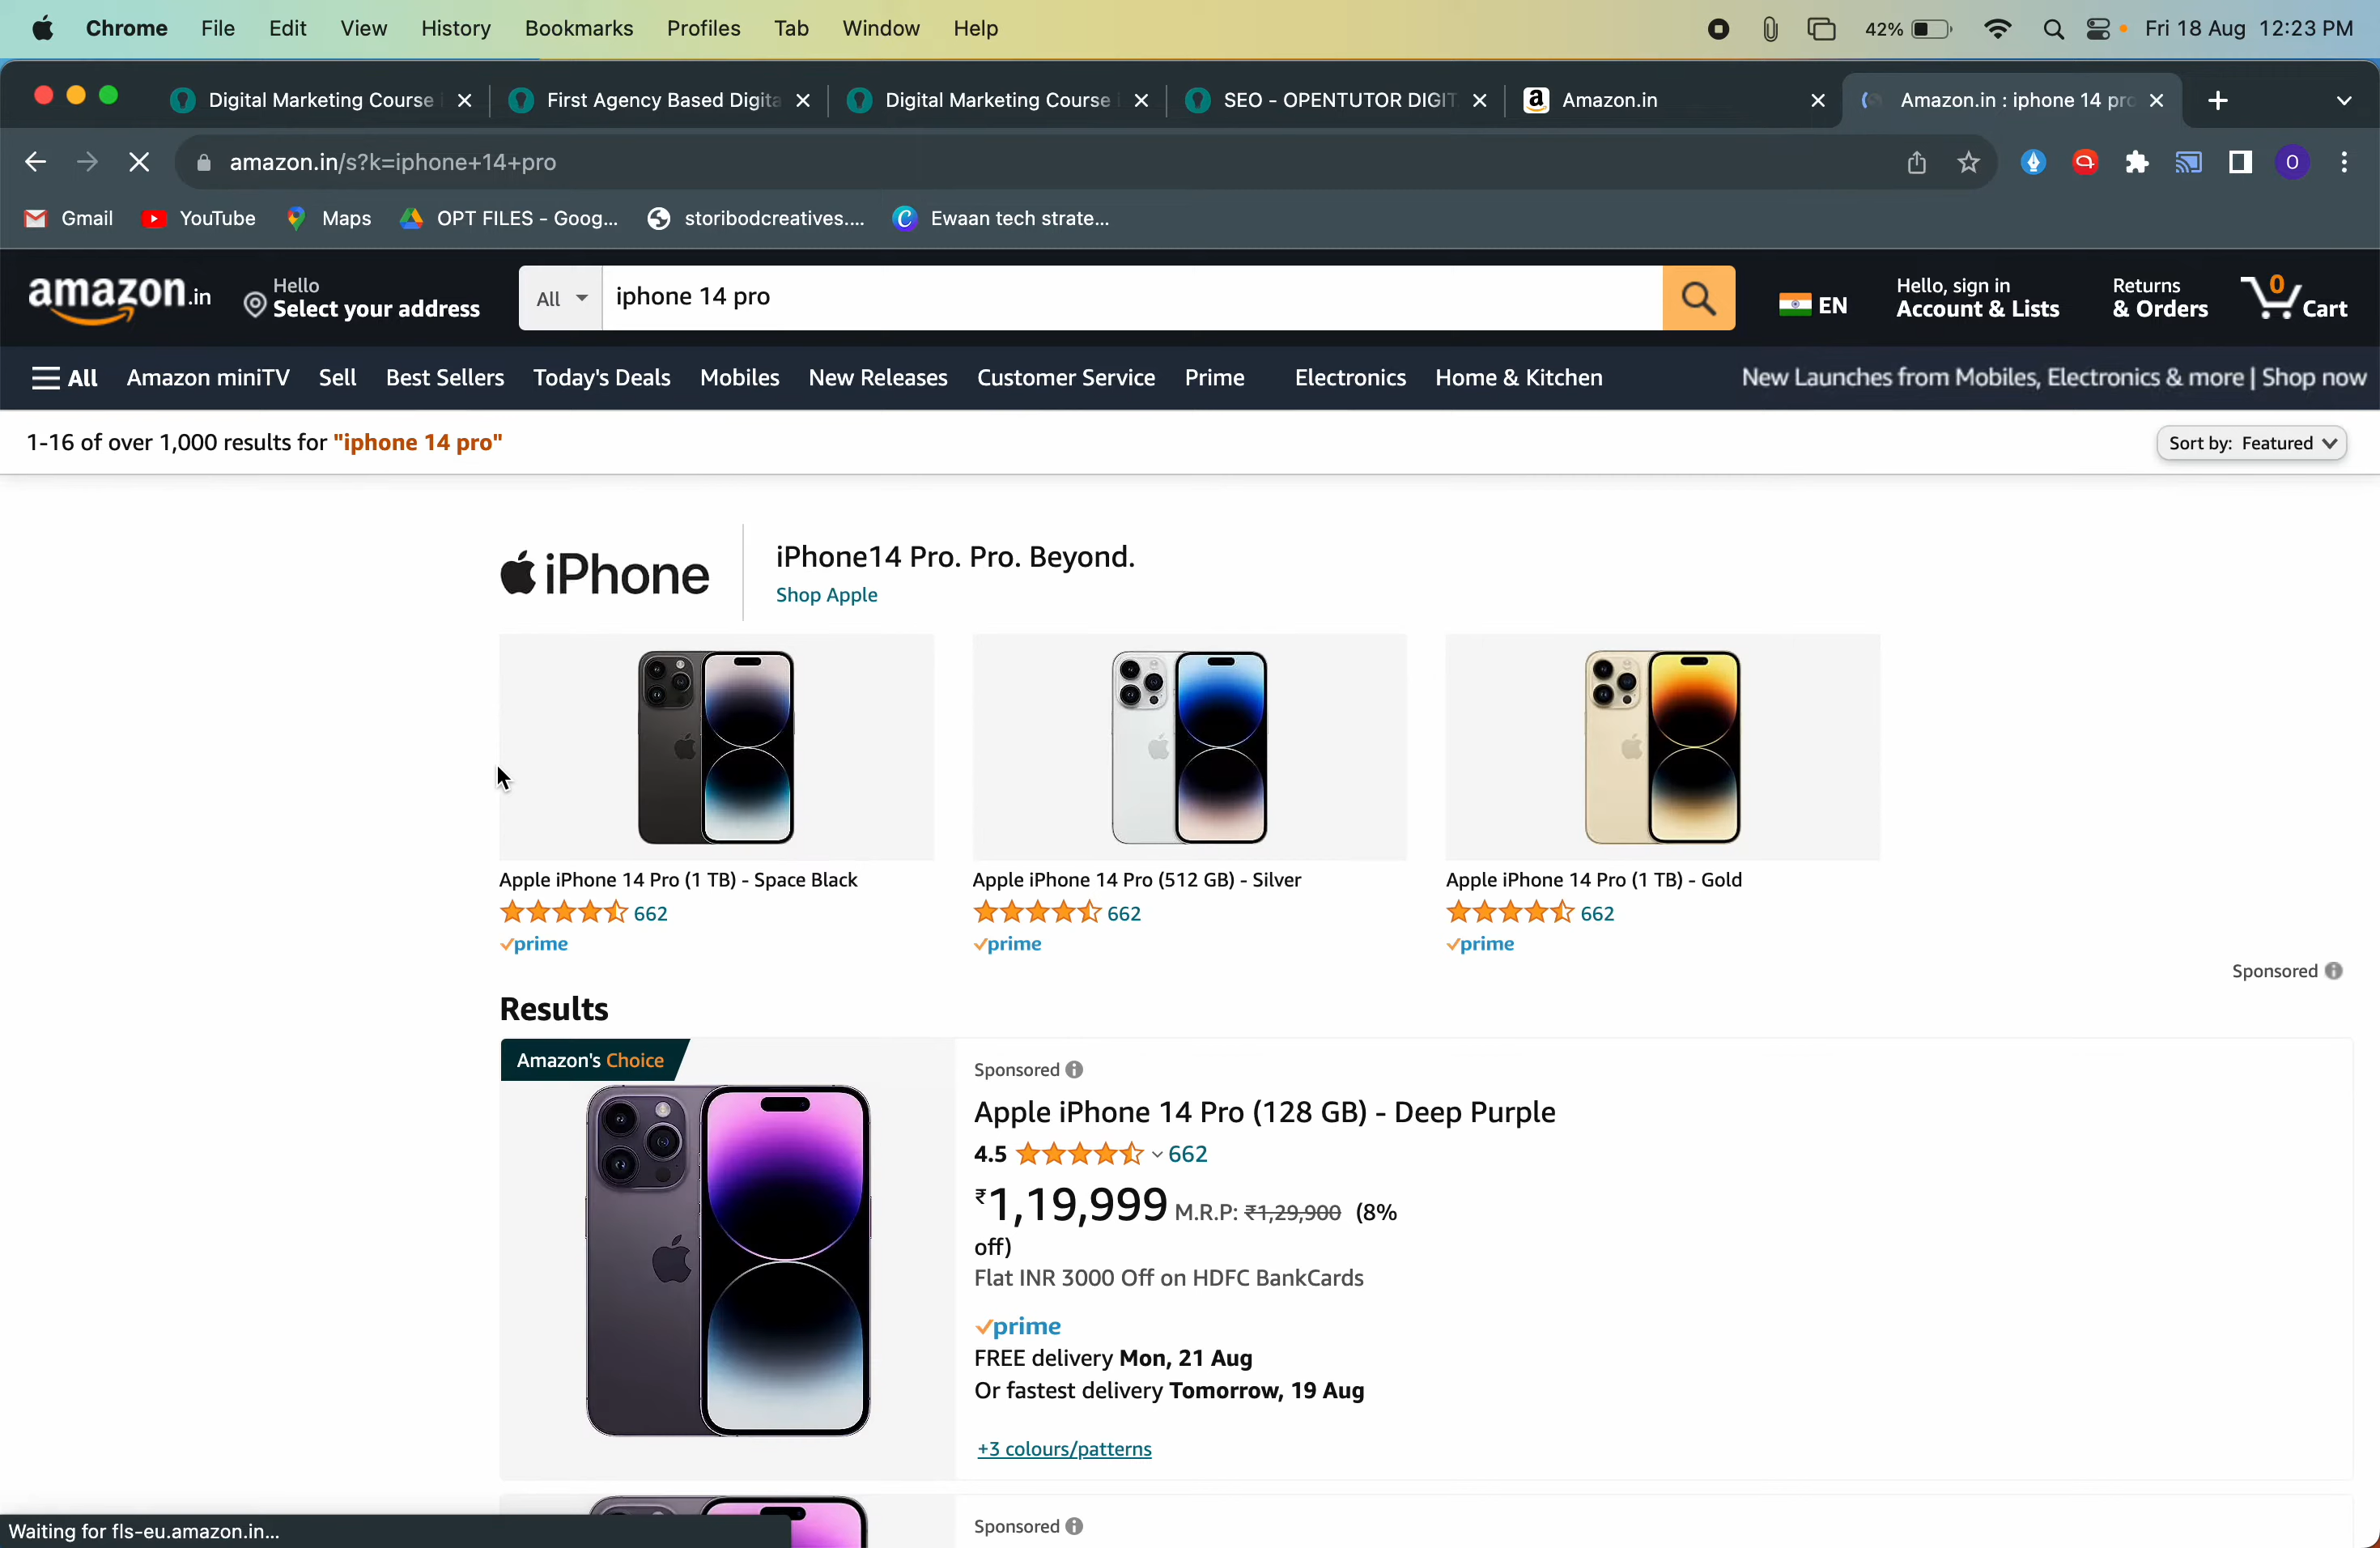 Chrome File Edit View History Bookmarks Profiles Tab Window Help 42% Fri 18 Aug 12:23 PM
Digital Marketing Course First Agency Based Digita Digital Marketing Course SEO - OPENTUTOR DIGIT Amazon.in Amazon.in : iphone 14 pro
amazon.in/s?k=iphone+14+pro O
Gmail YouTube Maps OPT FILES - Goog... storibodcreatives.... Ewaan tech strate...
amazon.in
Hello
Select your address
All iphone 14 pro
EN
Hello, sign in
Account & Lists
Returns
& Orders
0
Cart
All Amazon miniTV Sell Best Sellers Today's Deals Mobiles New Releases Customer Service Prime Electronics Home & Kitchen New Launches from Mobiles, Electronics & more | Shop now
1-16 of over 1,000 results for "iphone 14 pro" Sort by: Featured
iPhone
iPhone14 Pro. Pro. Beyond.
Shop Apple
Apple iPhone 14 Pro (1 TB) - Space Black
662
prime
Apple iPhone 14 Pro (512 GB) - Silver
662
prime
Apple iPhone 14 Pro (1 TB) - Gold
662
prime
Sponsored
Results
Amazon's Choice
Sponsored
Apple iPhone 14 Pro (128 GB) - Deep Purple
4.5 662
₹1,19,999 M.R.P: ₹1,29,900 (8%
off)
Flat INR 3000 Off on HDFC BankCards
prime
FREE delivery Mon, 21 Aug
Or fastest delivery Tomorrow, 19 Aug
+3 colours/patterns
Sponsored
Waiting for fls-eu.amazon.in...